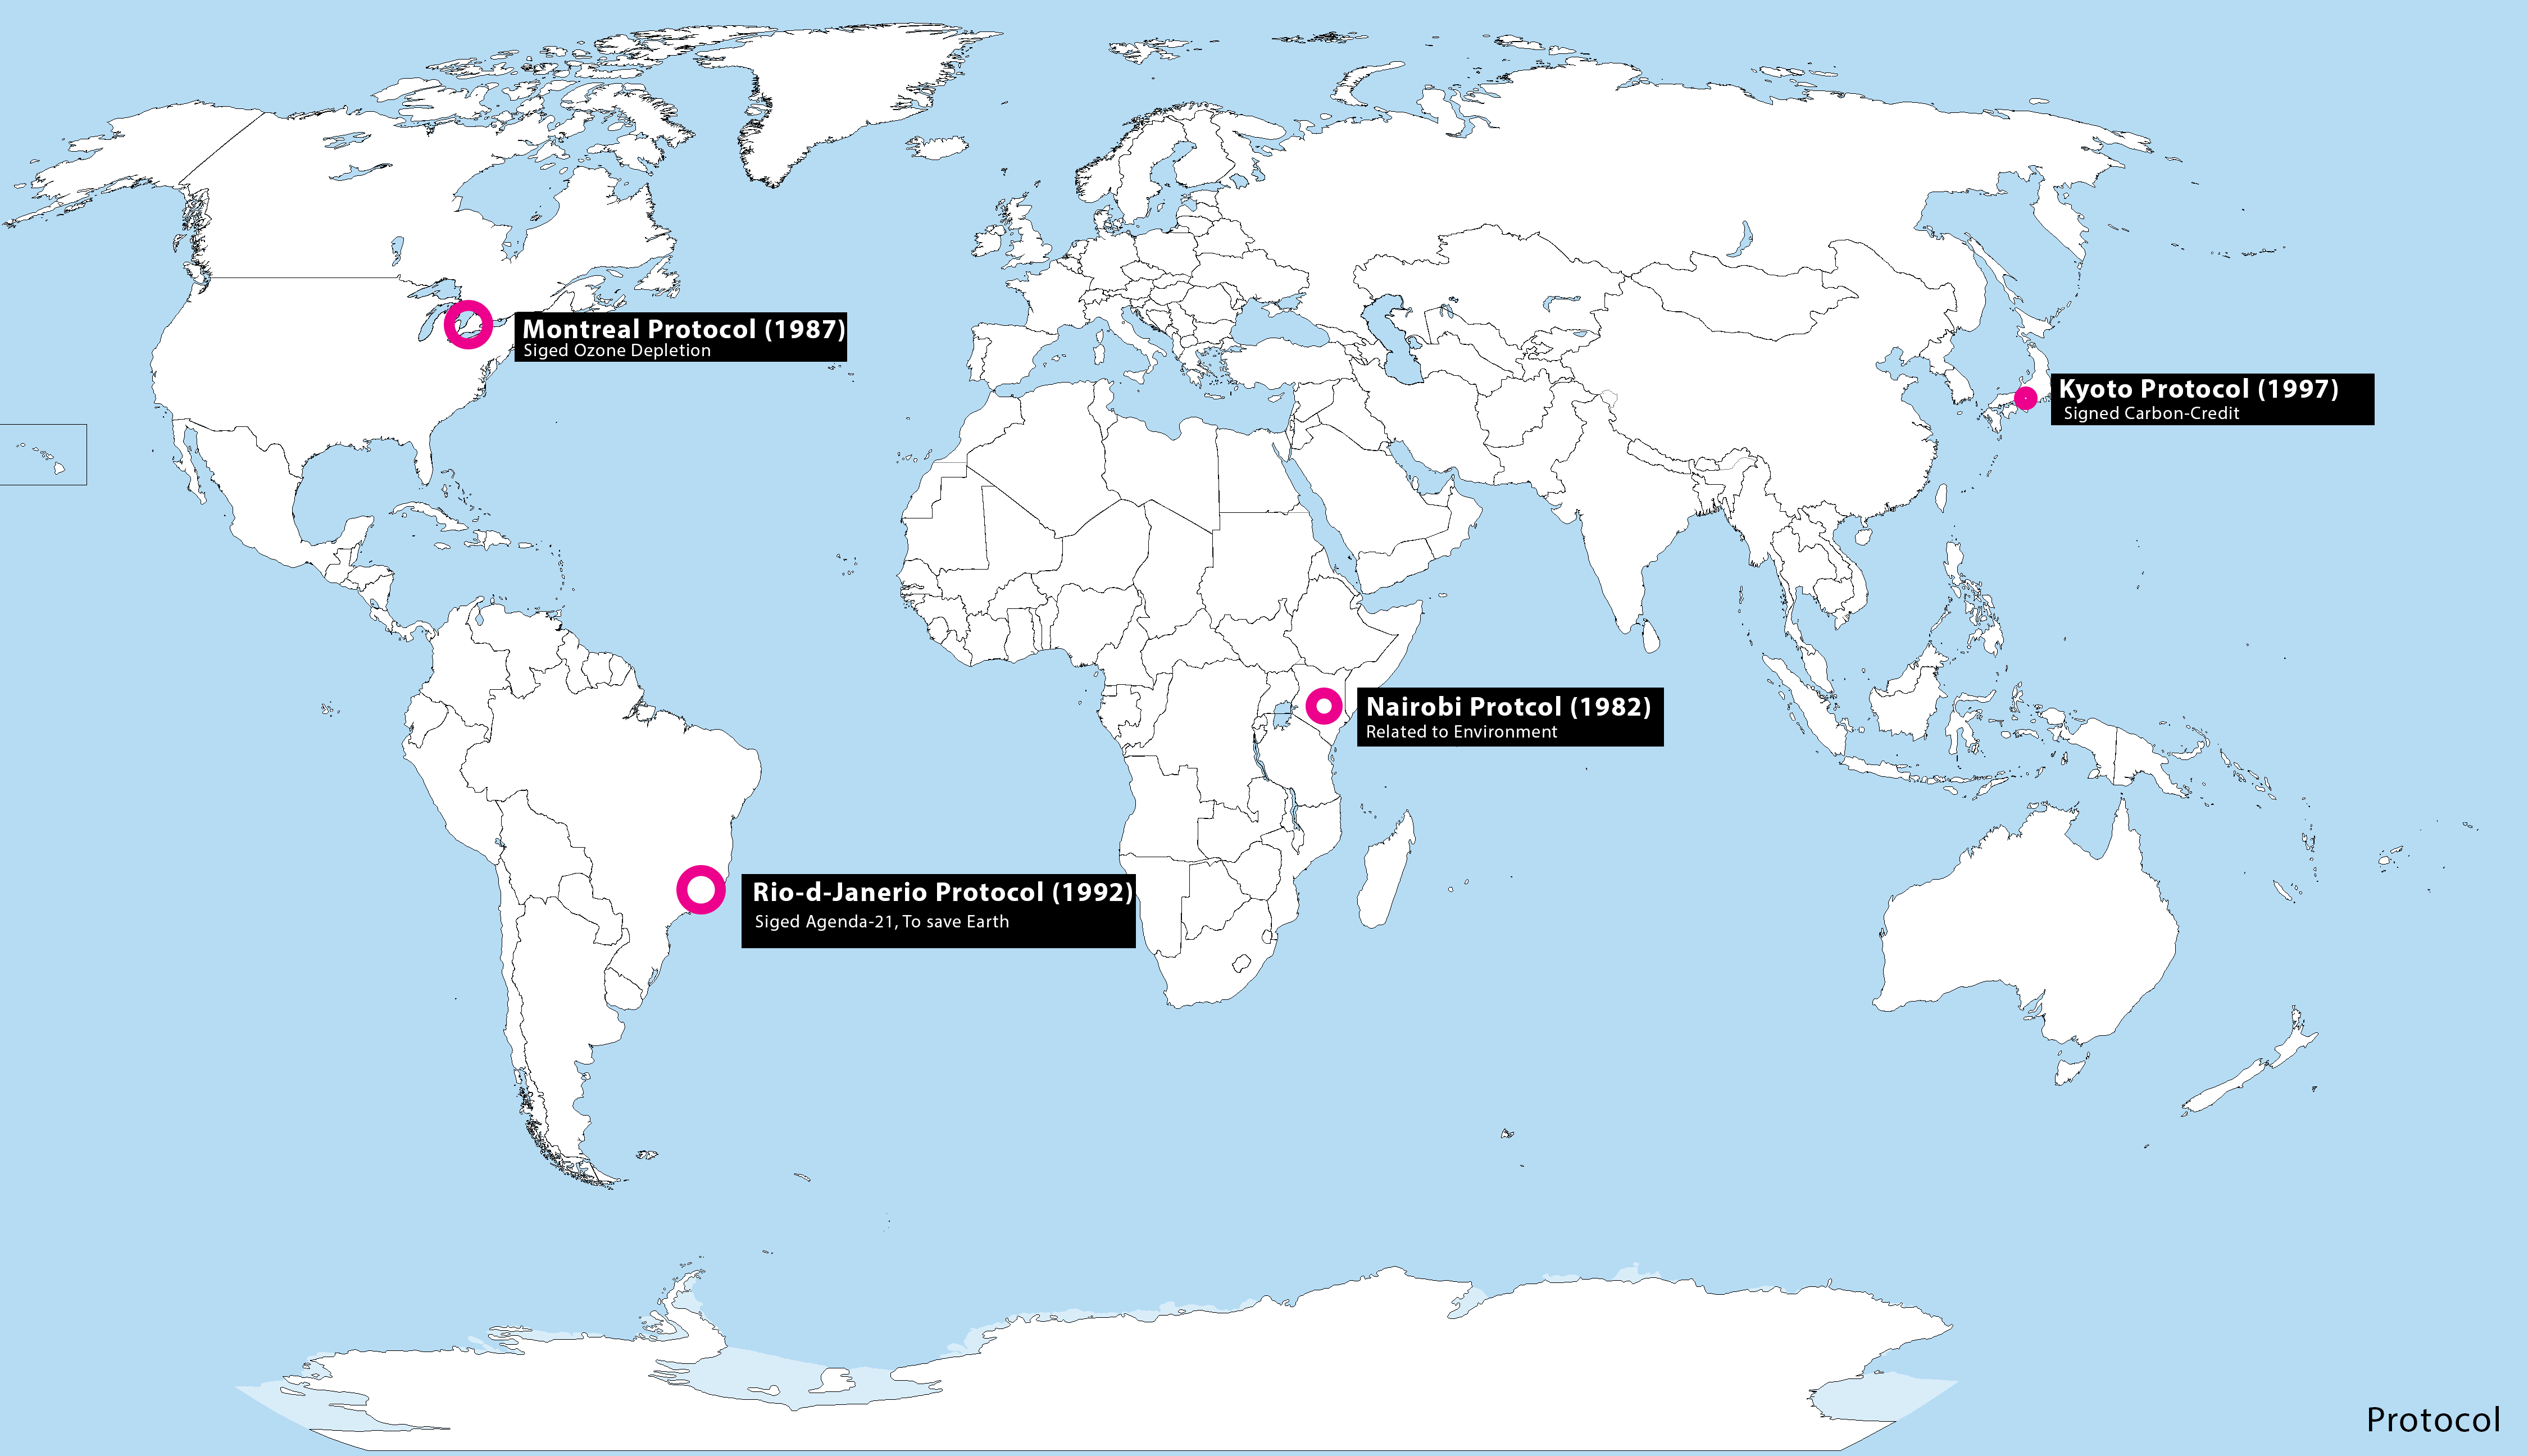 Montreal Protocol (1987)
Siged Ozone Depletion
Kyoto Protocol (1997)
Signed Carbon-Credit
Nairobi Protcol (1982)
Related to Environment
Rio-d-Janerio Protocol (1992)
Siged Agenda-21, To save Earth
Protocol